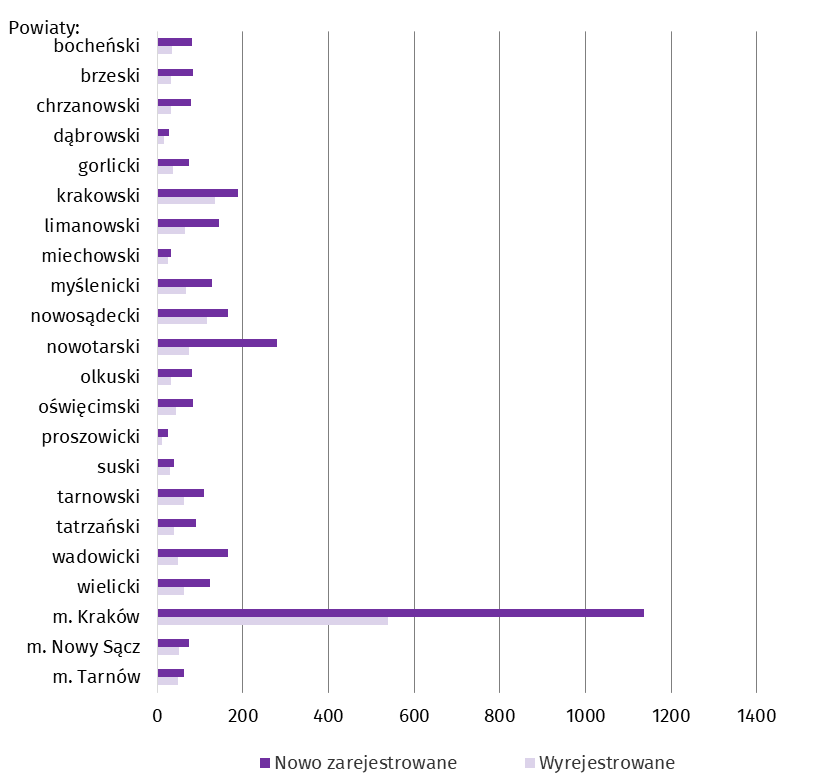 Powiaty:
bocheński
brzeski
chrzanowski
dąbrowski
gorlicki
krakowski
limanowski
miechowski
myślenicki
nowosądecki
nowotarski
olkuski
oświęcimski
proszowicki
suski
tarnowski
tatrzański
wadowicki
wielicki
m. Kraków
m. Nowy Sącz
m. Tarnów
0 200 400 600 800 1000 1200 1400
Nowo zarejestrowane Wyrejestrowane